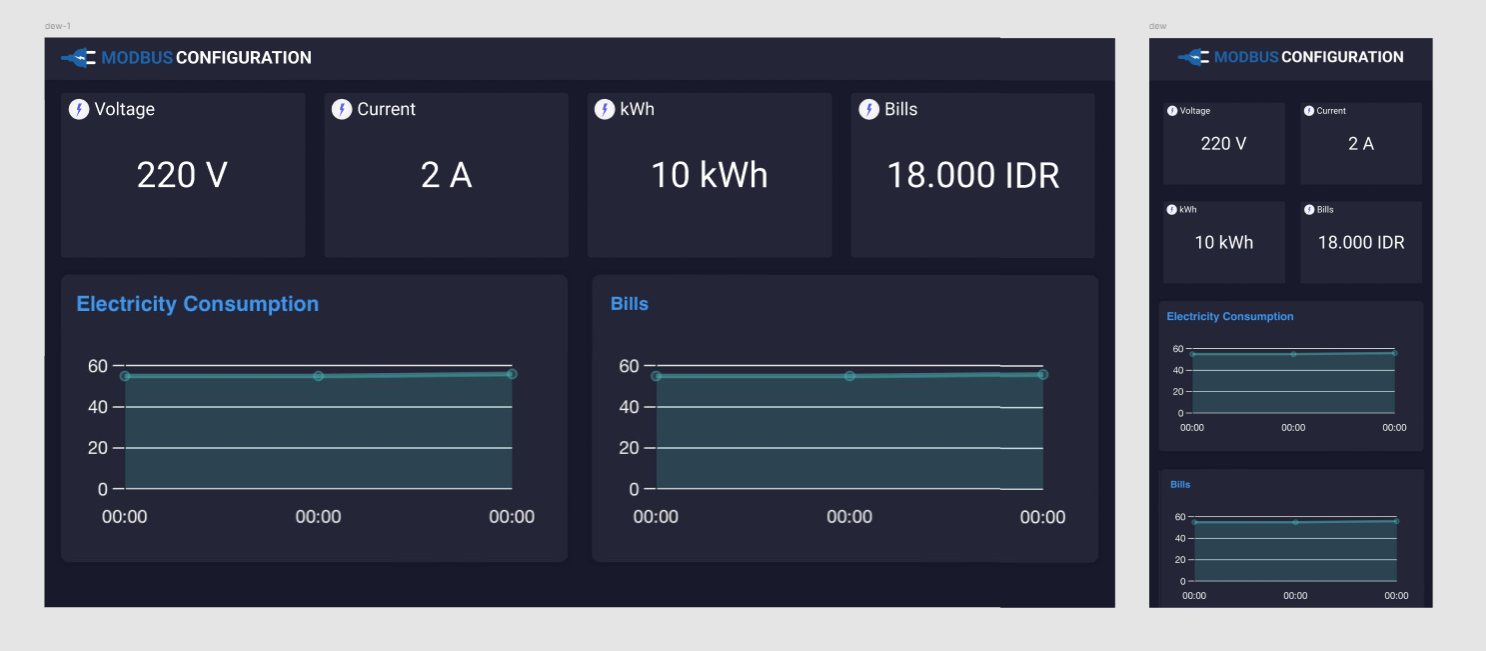 dew-1
MODBUS CONFIGURATION
Voltage
220 V
Current
2 A
kWh
10 kWh
Bills
18.000 IDR
Electricity Consumption
60
40
20
0
00:00 00:00 00:00
Bills
60
40
20
0
00:00 00:00 00:00
dew
MODBUS CONFIGURATION
Voltage
220 V
Current
2 A
kWh
10 kWh
Bills
18.000 IDR
Electricity Consumption
60
40
20
0
00:00 00:00 00:00
Bills
60
40
20
0
00:00 00:00 00:00